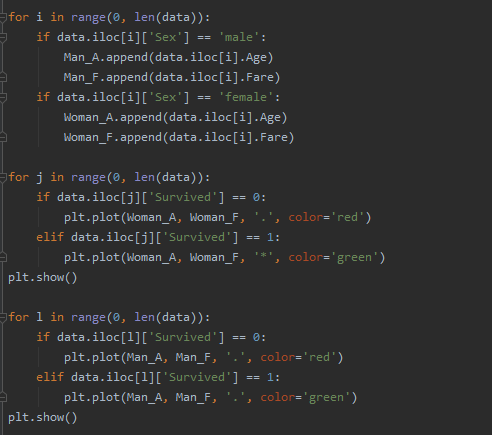 for i in range(0, len(data)):
    if data.iloc[i]['Sex'] == 'male':
        Man_A.append(data.iloc[i].Age)
        Man_F.append(data.iloc[i].Fare)
    if data.iloc[i]['Sex'] == 'female':
        Woman_A.append(data.iloc[i].Age)
        Woman_F.append(data.iloc[i].Fare)
for j in range(0, len(data)):
    if data.iloc[j]['Survived'] == 0:
        plt.plot(Woman_A, Woman_F, '.', color='red')
    elif data.iloc[j]['Survived'] == 1:
        plt.plot(Woman_A, Woman_F, '*', color='green')
plt.show()
for l in range(0, len(data)):
    if data.iloc[l]['Survived'] == 0:
        plt.plot(Man_A, Man_F, '.', color='red')
    elif data.iloc[l]['Survived'] == 1:
        plt.plot(Man_A, Man_F, '.', color='green')
plt.show()